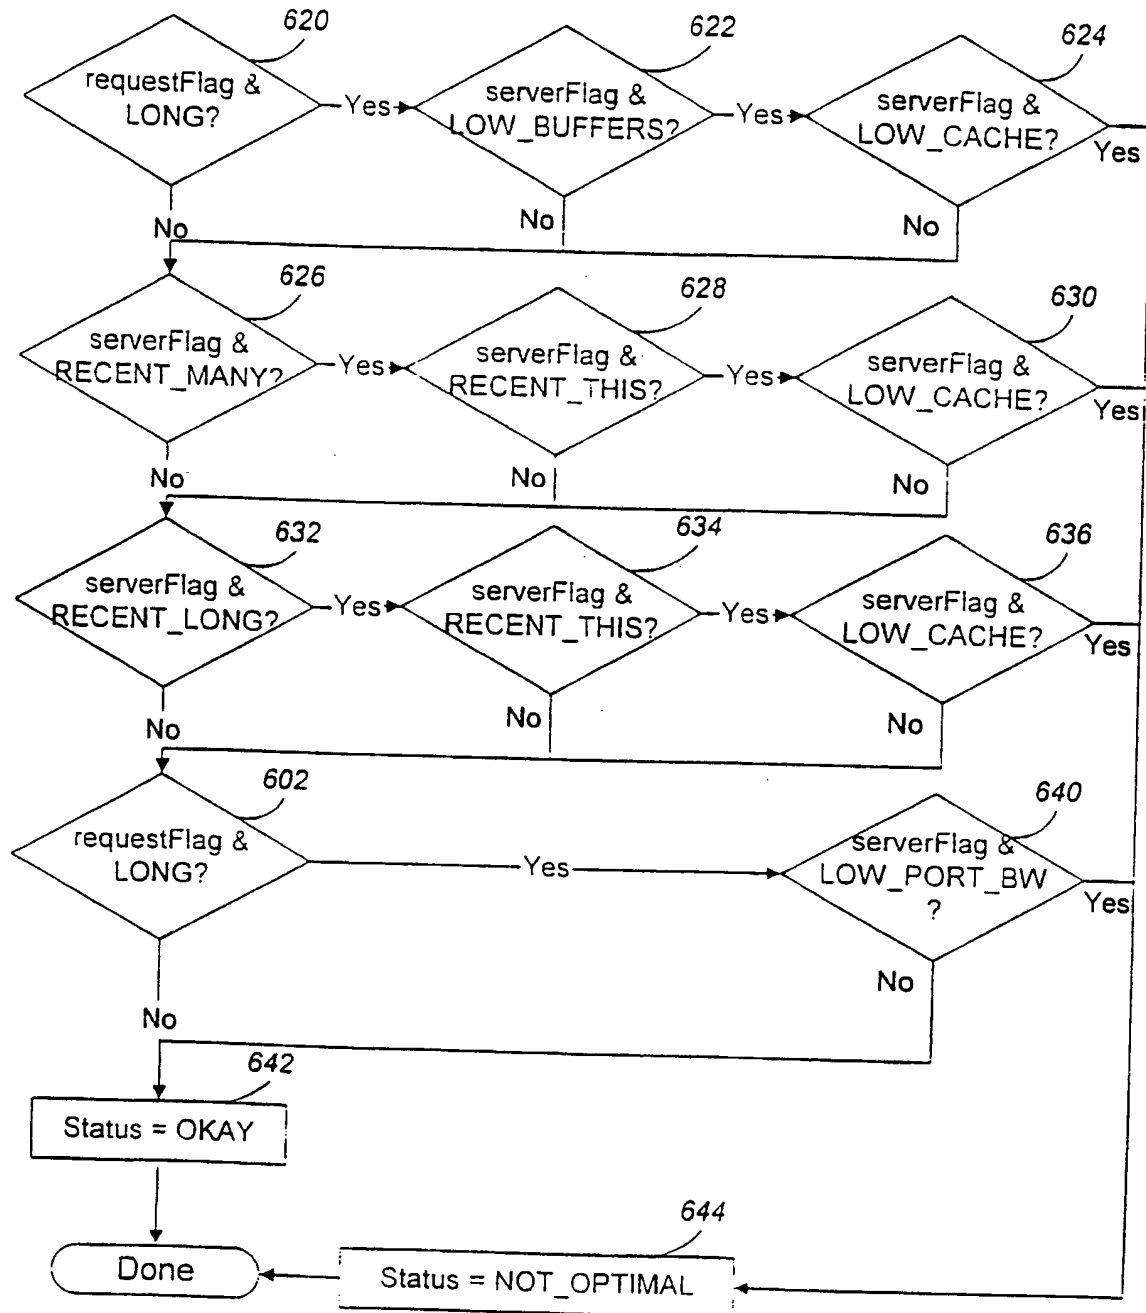 620
requestFlag &
LONG?
Yes
No
622
serverFlag &
LOW_BUFFERS?
Yes
No
624
serverFlag &
LOW_CACHE?
Yes
No
626
serverFlag &
RECENT_MANY?
Yes
No
628
serverFlag &
RECENT_THIS?
Yes
No
630
serverFlag &
LOW_CACHE?
Yes
No
632
serverFlag &
RECENT_LONG?
Yes
No
634
serverFlag &
RECENT_THIS?
Yes
No
636
serverFlag &
LOW_CACHE?
Yes
No
602
requestFlag &
LONG?
Yes
No
640
serverFlag &
LOW_PORT_BW
?
Yes
No
642
Status = OKAY
644
Status = NOT_OPTIMAL
Done